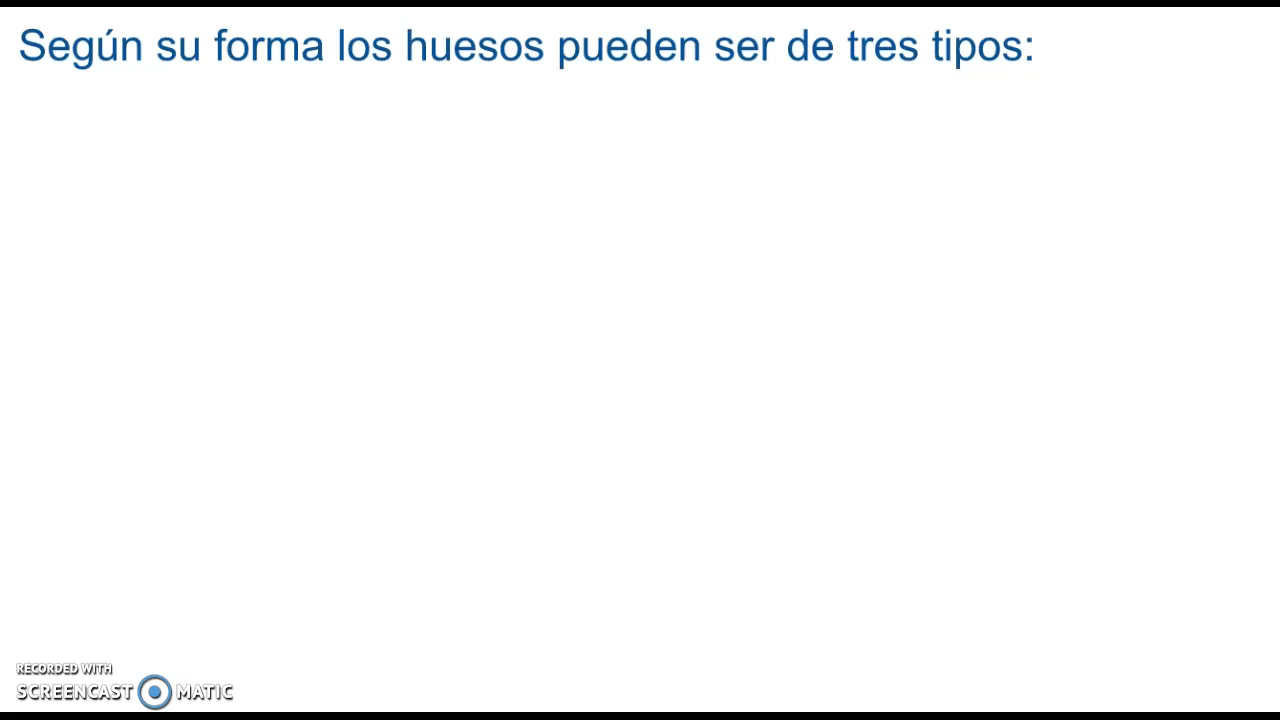 Según su forma los huesos pueden ser de tres tipos:
RECORDED WITH
SCREENCAST MATIC